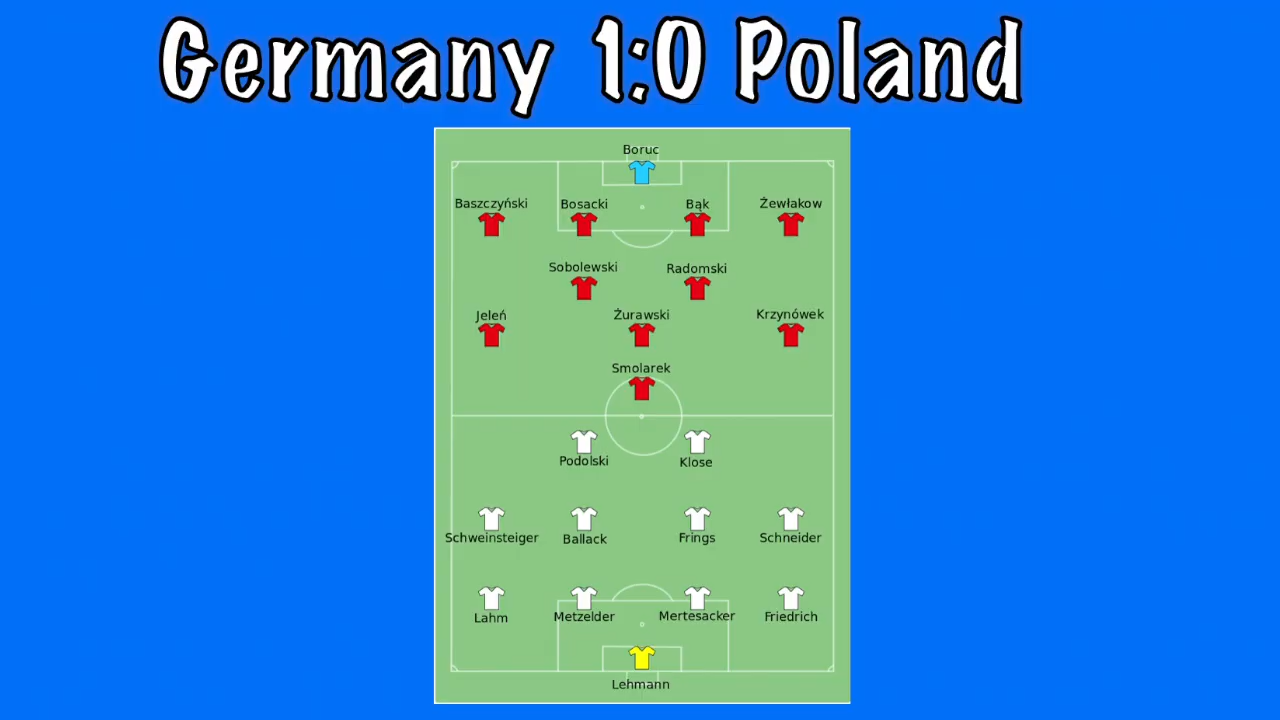 Germany 1:0 Poland
Boruc
Baszczyński Bosacki Bąk Żewłakow
Sobolewski Radomski
Jeleń Żurawski Krzynówek
Smolarek
Podolski Klose
Schweinsteiger Ballack Frings Schneider
Lahm Metzelder Mertesacker Friedrich
Lehmann